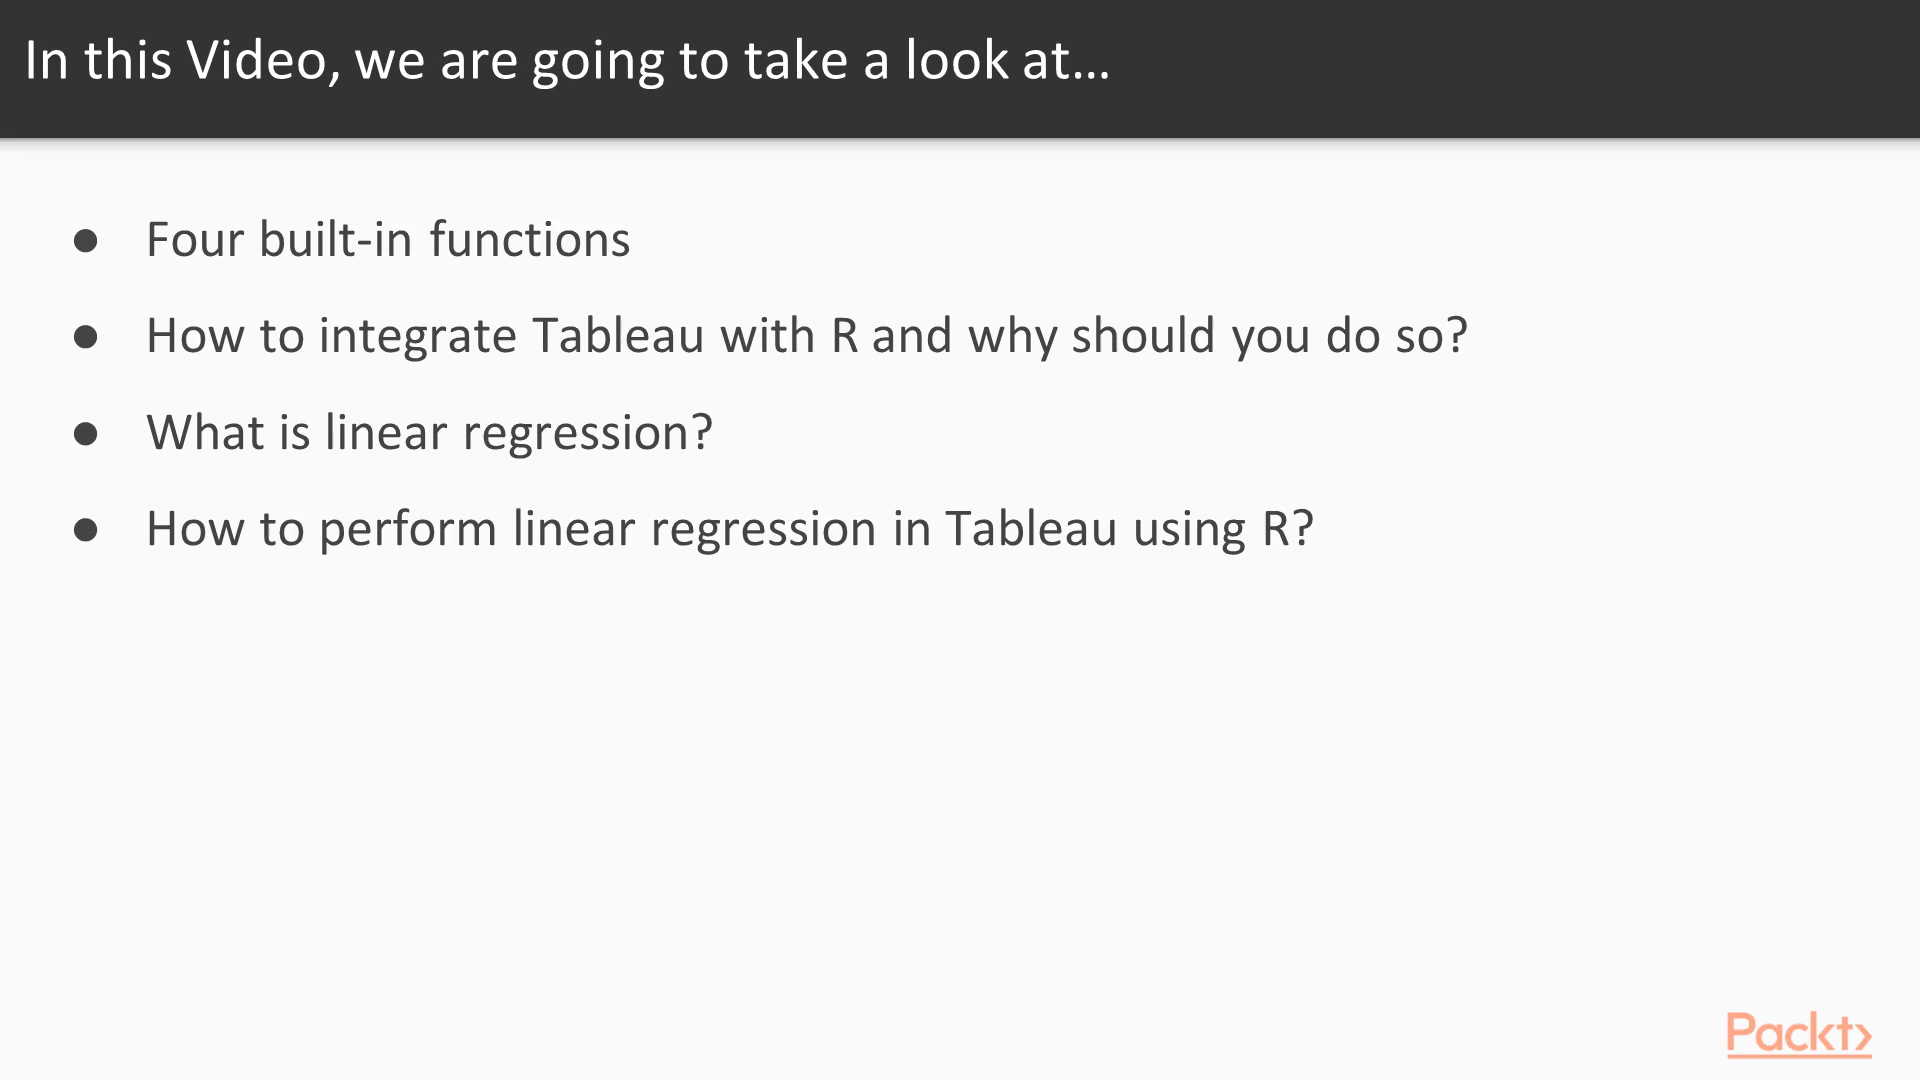 In this Video, we are going to take a look at...
● Four built-in functions
● How to integrate Tableau with R and why should you do so?
● What is linear regression?
● How to perform linear regression in Tableau using R?
Packt>